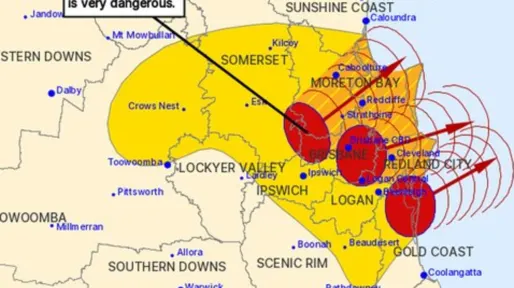 is very dangerous.
SUNSHINE COAST
Caloundra
Jandow
Mt Mowbullan
Kilcoy
STERN DOWNS
SOMERSET
Caboolture
MORETON BAY
Dalby
Crows Nest
Esk
Redcliffe
Strathpine
Brisbane CBD
BRISBANE
Cleveland
REDLAND CITY
Toowoomba
LOCKYER VALLEY
Laidley
Ipswich
IPSWICH
Logan Central
Beenleigh
Pittsworth
LOGAN
OWOOMBA
Millmerran
Boonah
Beaudesert
GOLD COAST
Allora
SOUTHERN DOWNS
SCENIC RIM
Coolangatta
Warwick
Rathdowney